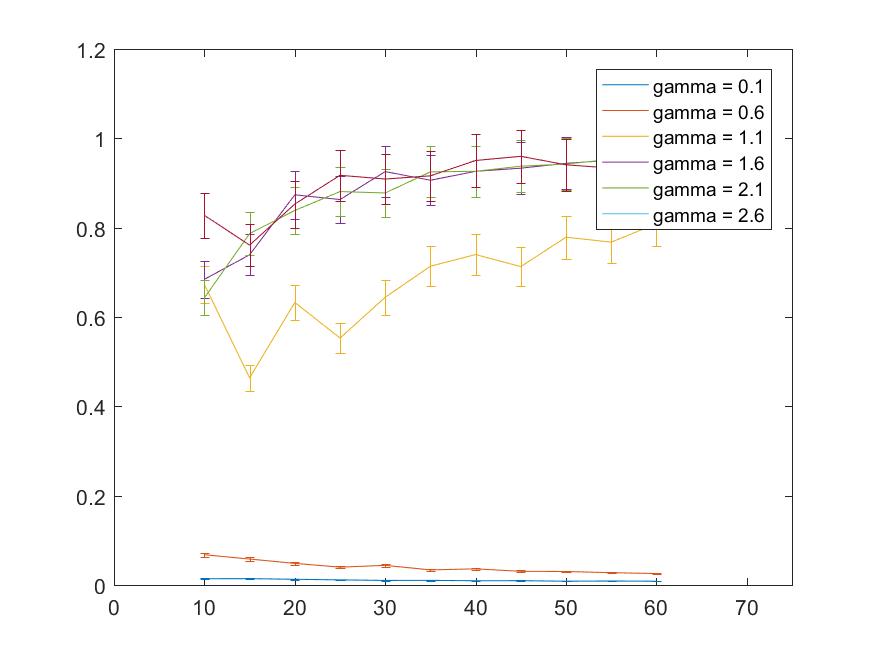 1.2
1
0.8
0.6
0.4
0.2
0
0 10 20 30 40 50 60 70
gamma = 0.1
gamma = 0.6
gamma = 1.1
gamma = 1.6
gamma = 2.1
gamma = 2.6